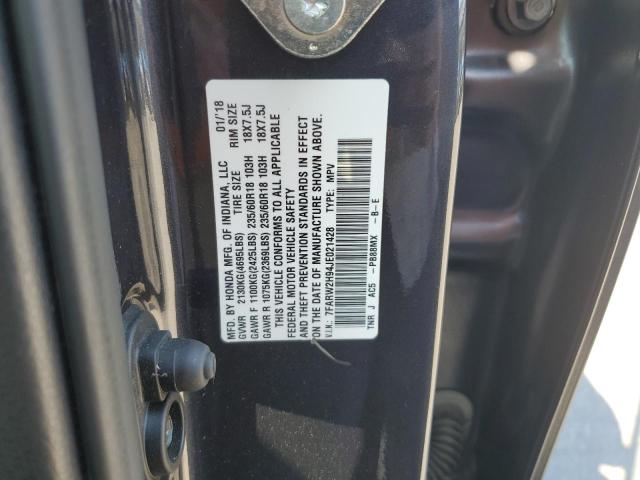 MFD. BY HONDA MFG. OF INDIANA, LLC 01/'18
GVWR 2130KG(4695LBS) TIRE SIZE RIM SIZE
GAWR F 1100KG(2425LBS) 235/60R18 103H 18X7.5J
GAWR R 1075KG(2369LBS) 235/60R18 103H 18X7.5J
THIS VEHICLE CONFORMS TO ALL APPLICABLE
FEDERAL MOTOR VEHICLE SAFETY
AND THEFT PREVENTION STANDARDS IN EFFECT
ON THE DATE OF MANUFACTURE SHOWN ABOVE.
V.I.N.: 7FARW2H94JE021428 TYPE: MPV
TNR J AC5 -PB88MX -B-E